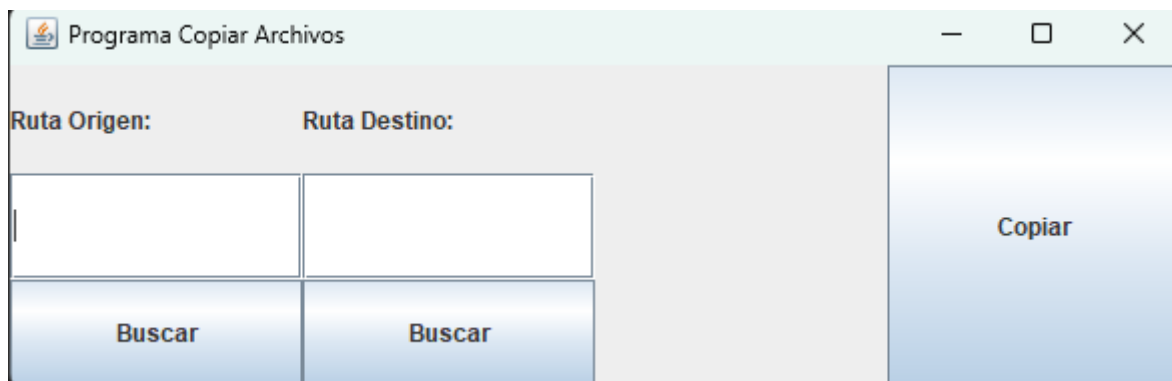 Programa Copiar Archivos
Ruta Origen:
Ruta Destino:
Copiar
Buscar
Buscar